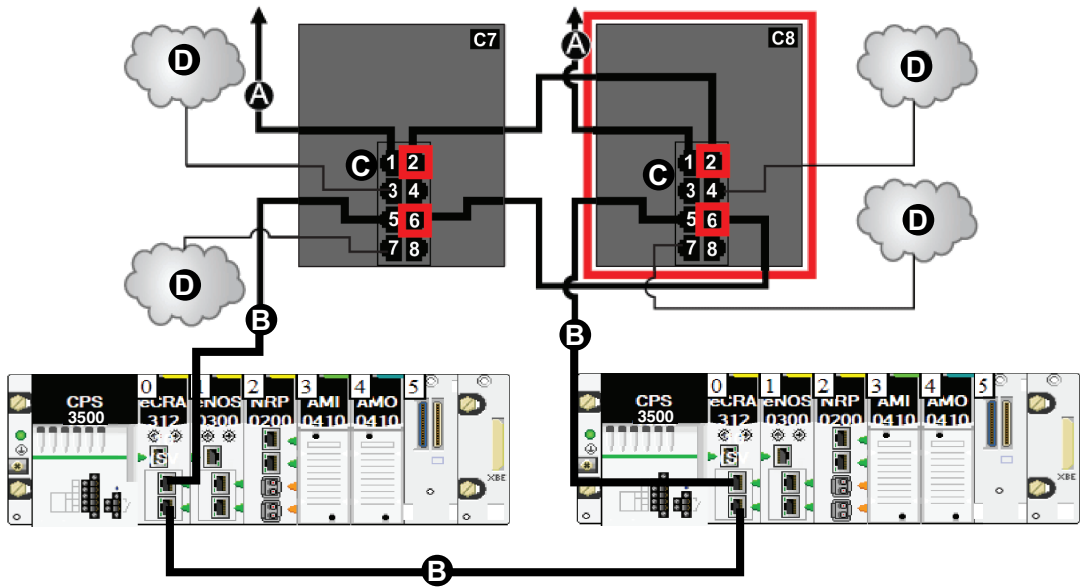 C7
C8
D
A
A
D
C
1 2
3 4
5 6
7 8
C
1 2
3 4
5 6
7 8
D
D
B
B
0 1 2 3 4 5
CPS
3500
eCRA
312
eNOS
0300
NRP
0200
AMI
0410
AMO
0410
XBE
0 1 2 3 4 5
CPS
3500
eCRA
312
eNOS
0300
NRP
0200
AMI
0410
AMO
0410
XBE
B